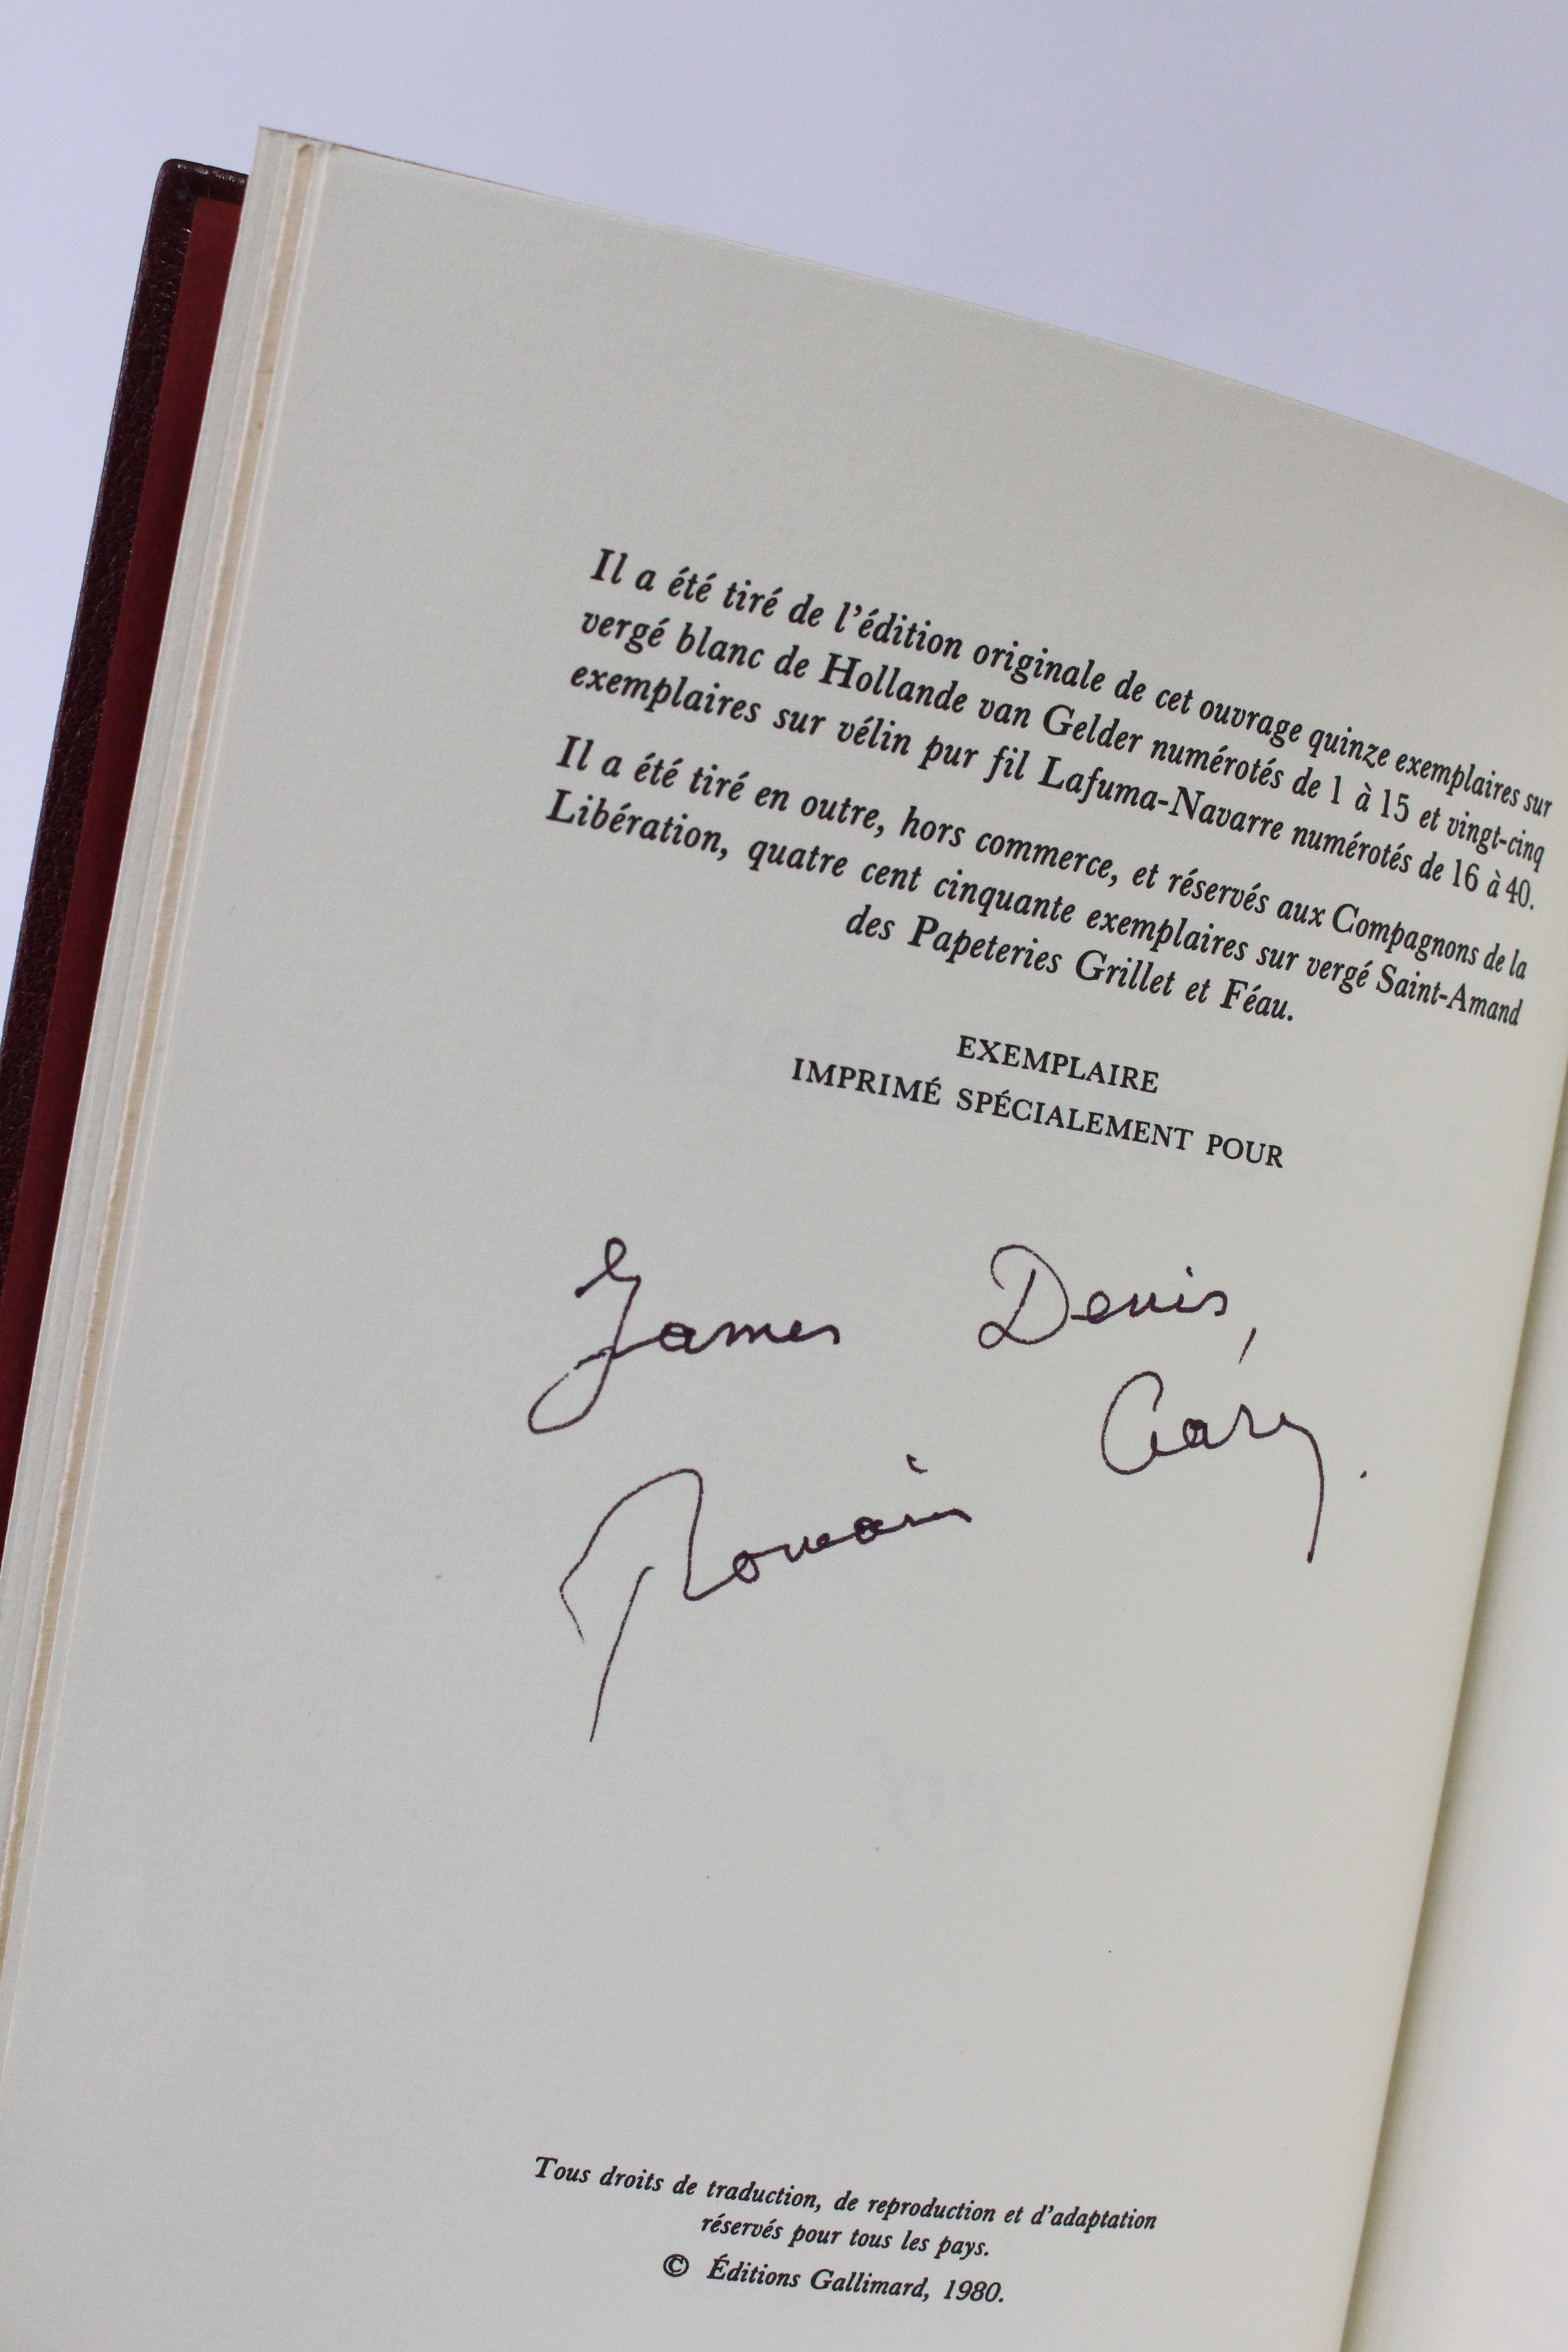 Il a été tiré de l'édition originale de cet ouvrage quinze exemplaires sur
vergé blanc de Hollande van Gelder numérotés de 1 à 15 et vingt-cinq
exemplaires sur vélin pur fil Lafuma-Navarre numérotés de 16 à 40.
Il a été tiré en outre, hors commerce, et réservés aux Compagnons de la
Libération, quatre cent cinquante exemplaires sur vergé Saint-Amand
des Papeteries Grillet et Féau.
EXEMPLAIRE
IMPRIMÉ SPÉCIALEMENT POUR
James Denis,
Romain Gary.
Tous droits de traduction, de reproduction et d'adaptation
réservés pour tous les pays.
© Éditions Gallimard, 1980.